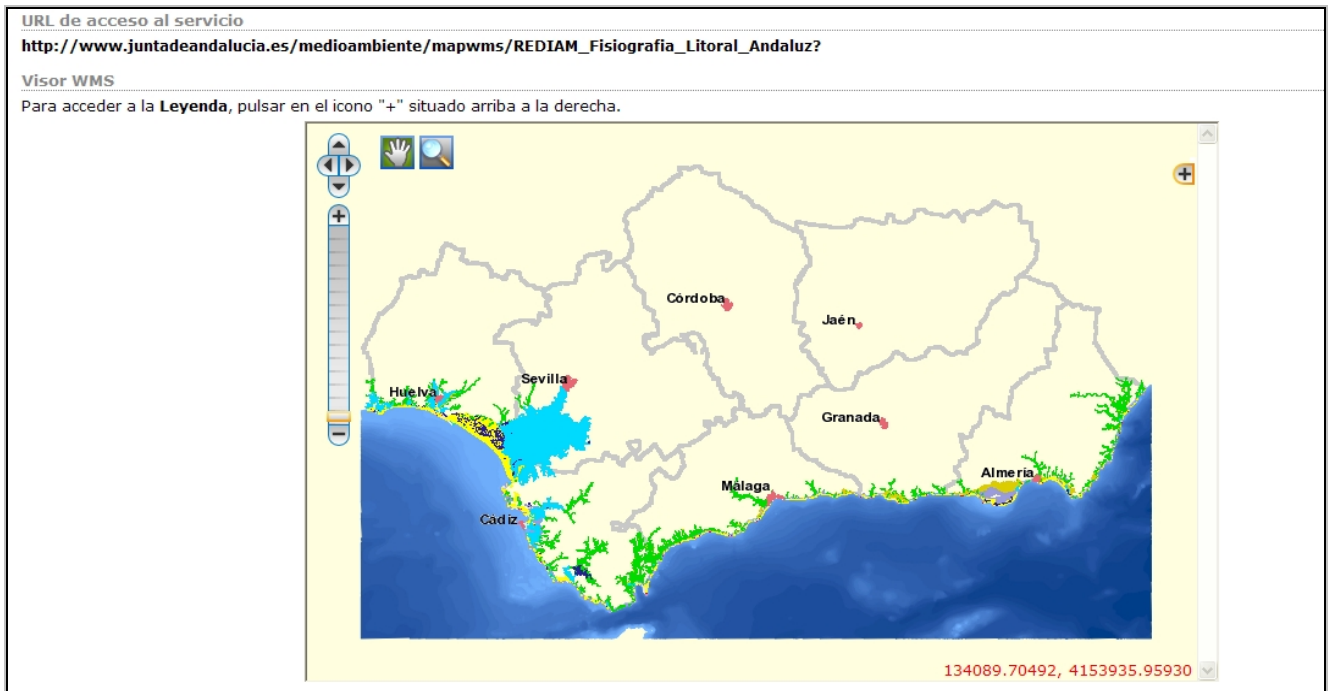 URL de acceso al servicio
http://www.juntadeandalucia.es/medioambiente/mapwms/REDIAM_Fisiografia_Litoral_Andaluz?
Visor WMS
Para acceder a la Leyenda, pulsar en el icono "+" situado arriba a la derecha.
Córdoba
Jaén
Sevilla
Huelva
Granada
Almería
Málaga
Cádiz
134089.70492, 4153935.95930